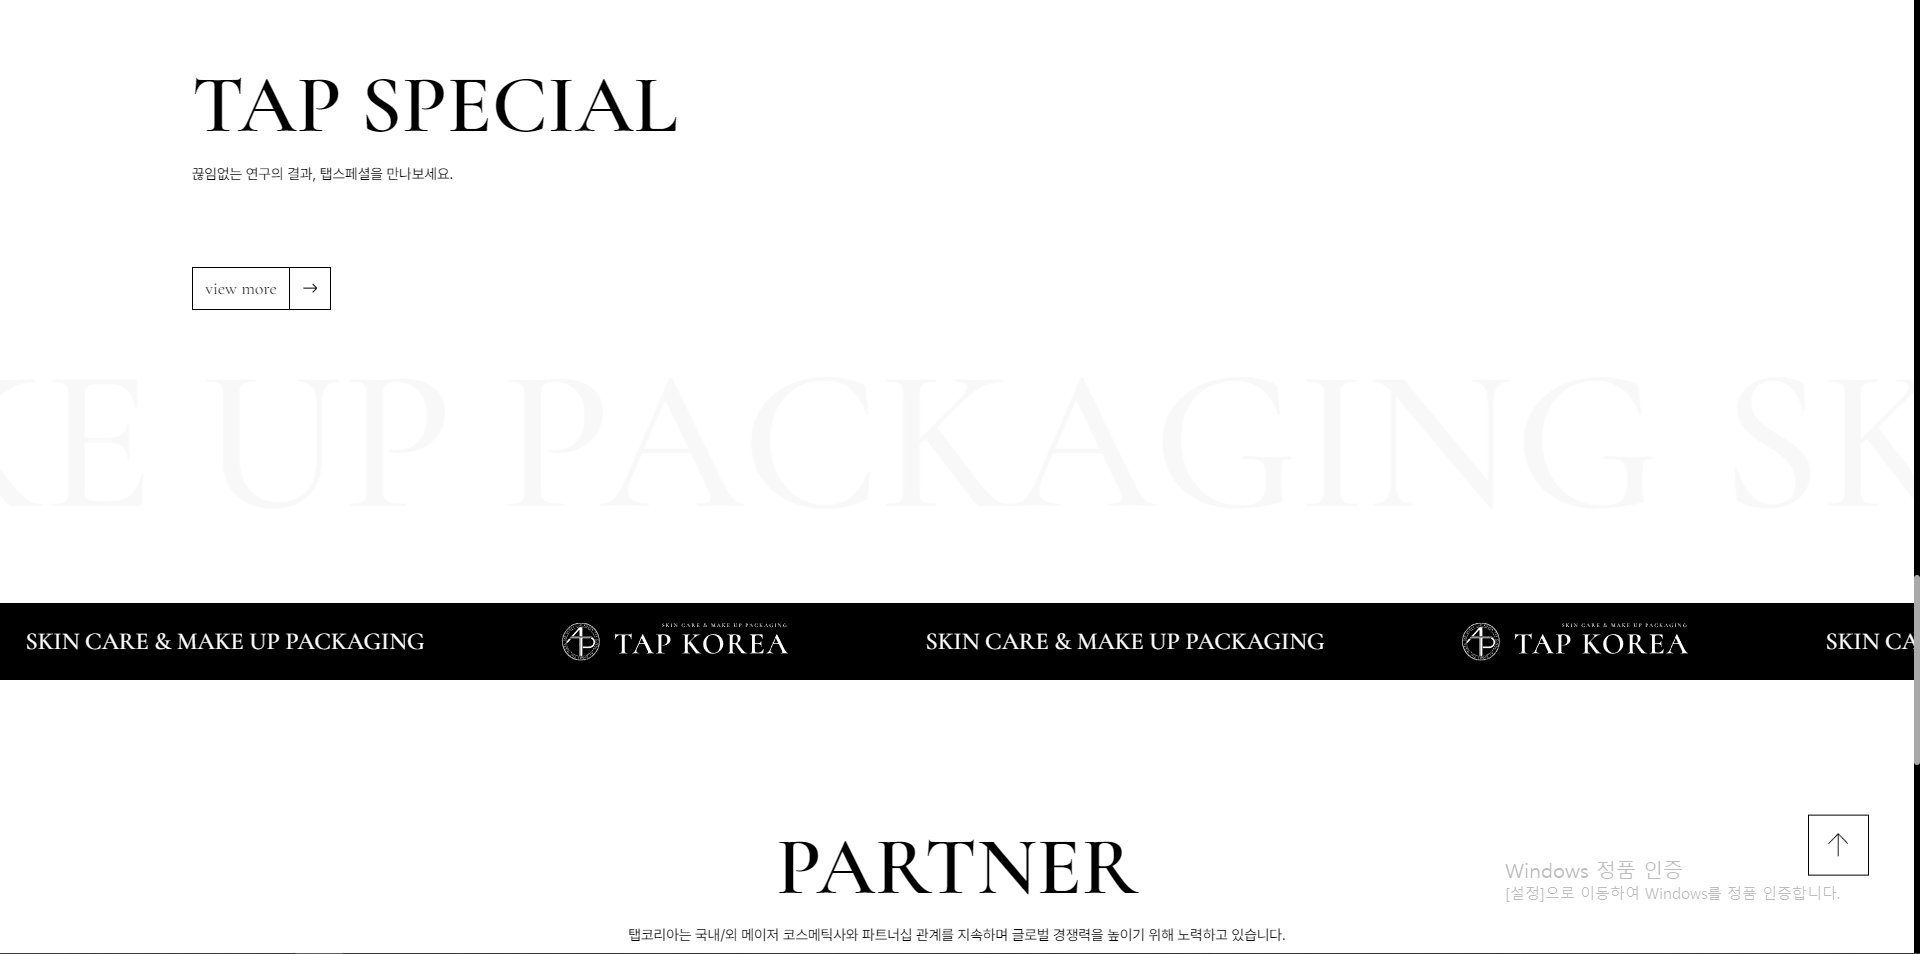 TAP SPECIAL
끊임없는 연구의 결과, 탭스페셜을 만나보세요.
view more
KE UP PACKAGING SK
SKIN CARE & MAKE UP PACKAGING
SKIN CARE & MAKE UP PACKAGING
TAP KOREA
SKIN CARE & MAKE UP PACKAGING
SKIN CARE & MAKE UP PACKAGING
TAP KOREA
SKIN CA
PARTNER
탭코리아는 국내/외 메이저 코스메틱사와 파트너십 관계를 지속하며 글로벌 경쟁력을 높이기 위해 노력하고 있습니다.
Windows 정품 인증
[설정]으로 이동하여 Windows를 정품 인증합니다.